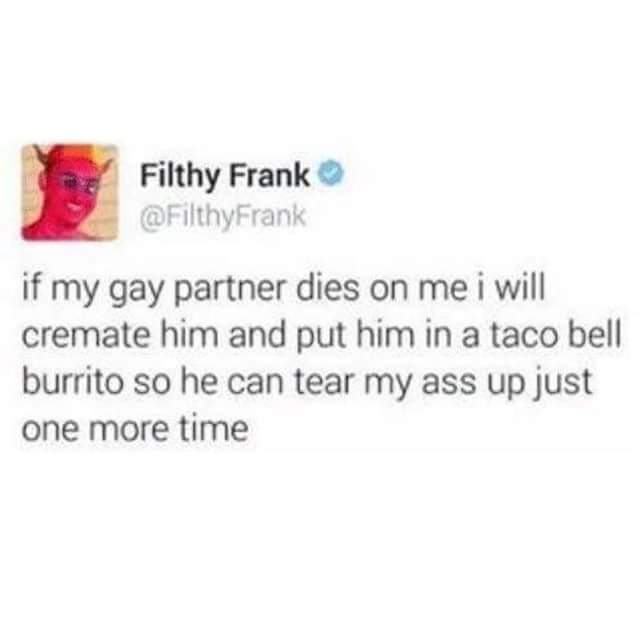 Filthy Frank
@FilthyFrank
if my gay partner dies on me i will
cremate him and put him in a taco bell
burrito so he can tear my ass up just
one more time